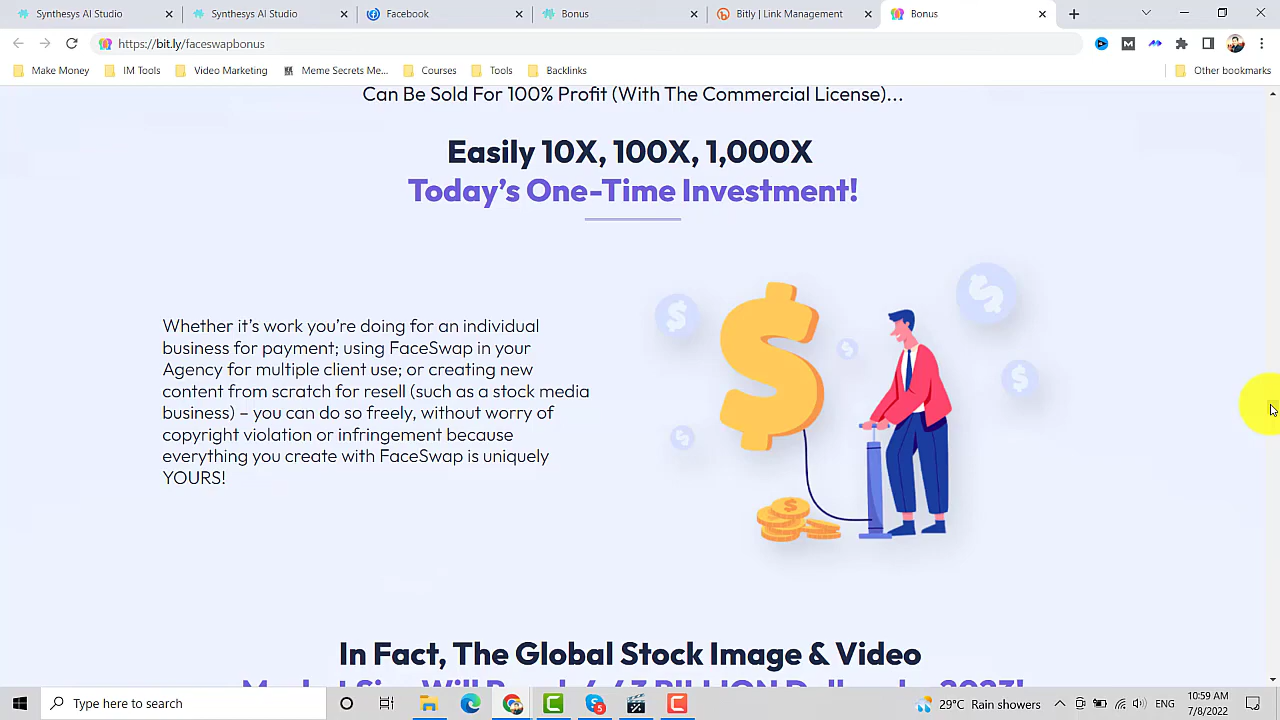 Synthesys AI Studio
Synthesys AI Studio
Facebook
Bonus
Bitly | Link Management
Bonus
https://bit.ly/faceswapbonus
Make Money
IM Tools
Video Marketing
Meme Secrets Me...
Courses
Tools
Backlinks
Other bookmarks
Can Be Sold For 100% Profit (With The Commercial License)...
Easily 10X, 100X, 1,000X
Today's One-Time Investment!
Whether it's work you're doing for an individual
business for payment; using FaceSwap in your
Agency for multiple client use; or creating new
content from scratch for resell (such as a stock media
business) – you can do so freely, without worry of
copyright violation or infringement because
everything you create with FaceSwap is uniquely
YOURS!
In Fact, The Global Stock Image & Video
Type here to search
29°C Rain showers
ENG
10:59 AM